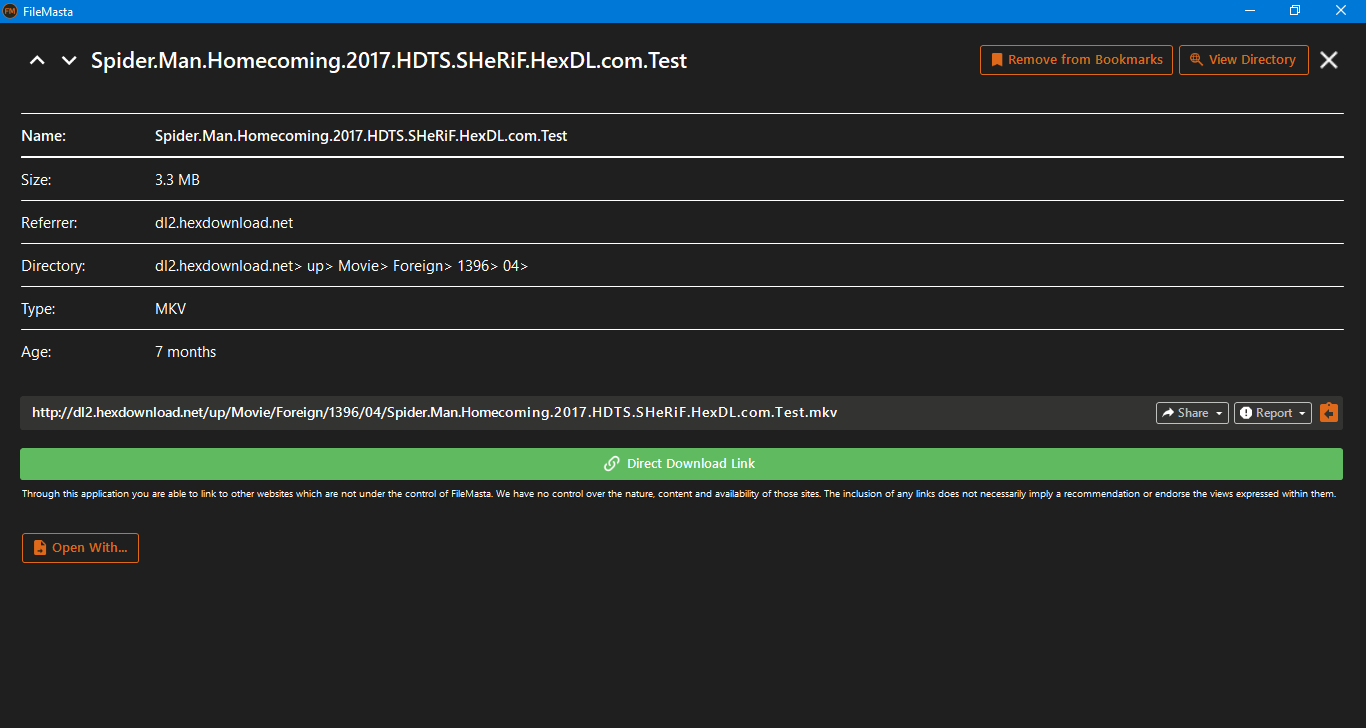 FM FileMasta
Spider.Man.Homecoming.2017.HDTS.SHeRiF.HexDL.com.Test Remove from Bookmarks View Directory
Name: Spider.Man.Homecoming.2017.HDTS.SHeRiF.HexDL.com.Test
Size: 3.3 MB
Referrer: dl2.hexdownload.net
Directory: dl2.hexdownload.net> up> Movie> Foreign> 1396> 04>
Type: MKV
Age: 7 months
http://dl2.hexdownload.net/up/Movie/Foreign/1396/04/Spider.Man.Homecoming.2017.HDTS.SHeRiF.HexDL.com.Test.mkv Share Report
Direct Download Link
Through this application you are able to link to other websites which are not under the control of FileMasta. We have no control over the nature, content and availability of those sites. The inclusion of any links does not necessarily imply a recommendation or endorse the views expressed within them.
Open With...